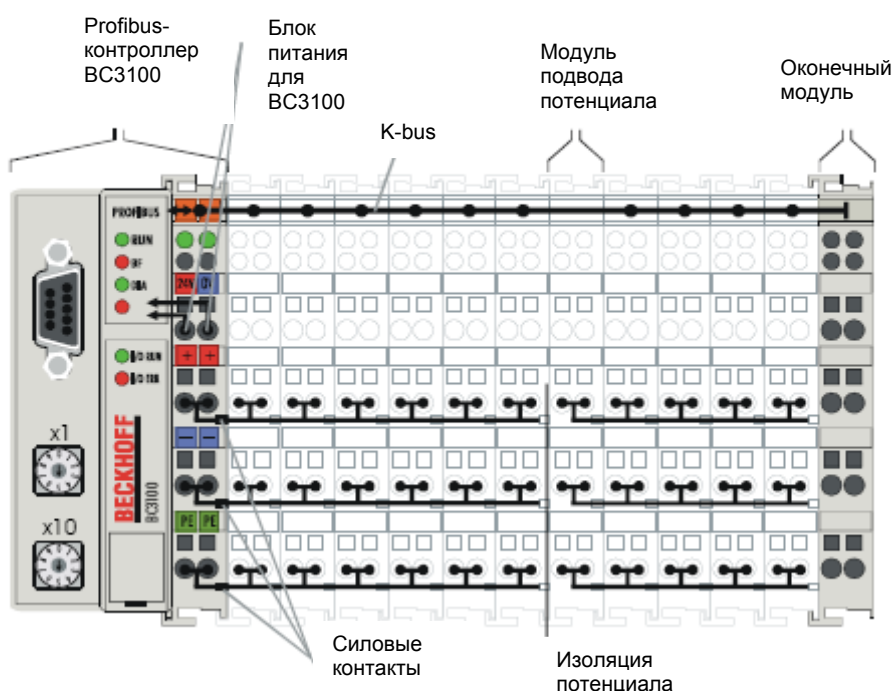 Profibus-
контроллер
BC3100
Блок
питания
для
BC3100
Модуль
подвода
потенциала
Оконечный
модуль
K-bus
PROFIBUS
RUN
BF
DIA
24V 0V
+ +
I/O-RUN
I/O-ERR
x1
— —
BECKHOFF
BC3100
x10
PE PE
Силовые
контакты
Изоляция
потенциала